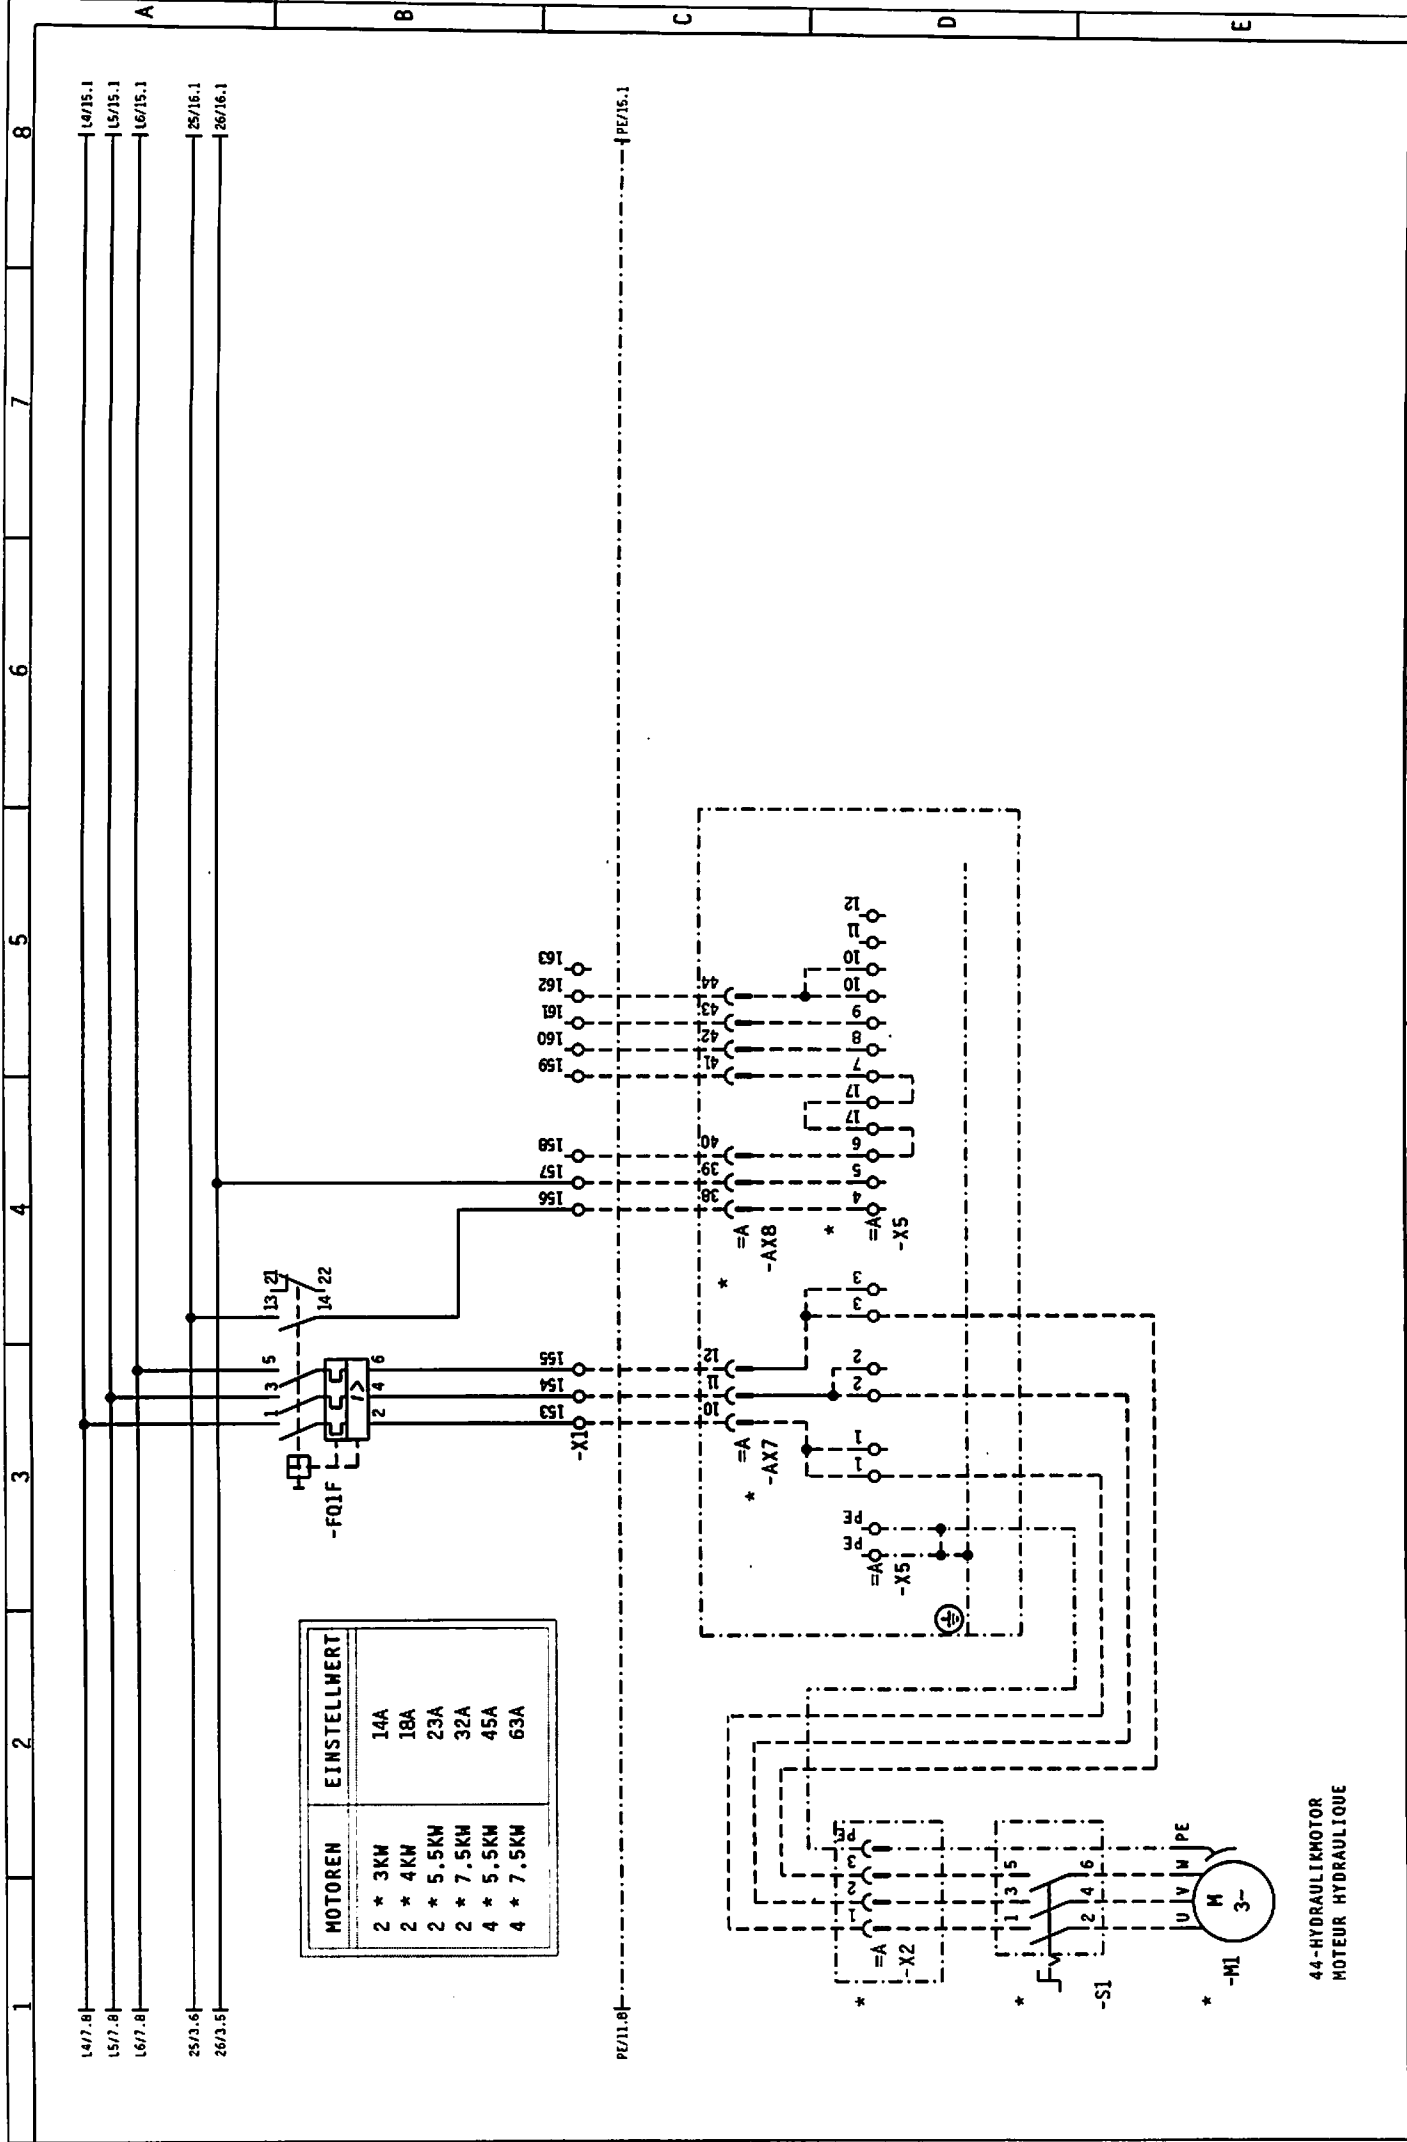 1 2 3 4 5 6 7 8
A
B
C
D
E
L4/7.8 L4/15.1
L5/7.8 L5/15.1
L6/7.8 L6/15.1
25/3.6 25/16.1
26/3.5 26/16.1
1 3 5 13 21
2 4 6 14 22
I>
-FQ1F
MOTOREN EINSTELLWERT
2 * 3KW 14A
2 * 4KW 18A
2 * 5.5KW 23A
2 * 7.5KW 32A
4 * 5.5KW 45A
4 * 7.5KW 63A
-X1 153 154 155 156 157 158 159 160 161 162 163
PE/11.8 PE/15.1
10 11 12 38 39 40 41 42 43 44
=A =A
* -AX7 * -AX8
*
PE PE 1 1 2 2 3 3 4 5 6 17 17 7 8 9 10 10 11 12
=A =A
-X5 -X5
1 2 3 PE
=A
* -X2
1 3 5
2 4 6
* -S1
U V W PE
M
3~
* -M1
44-HYDRAULIKMOTOR
MOTEUR HYDRAULIQUE